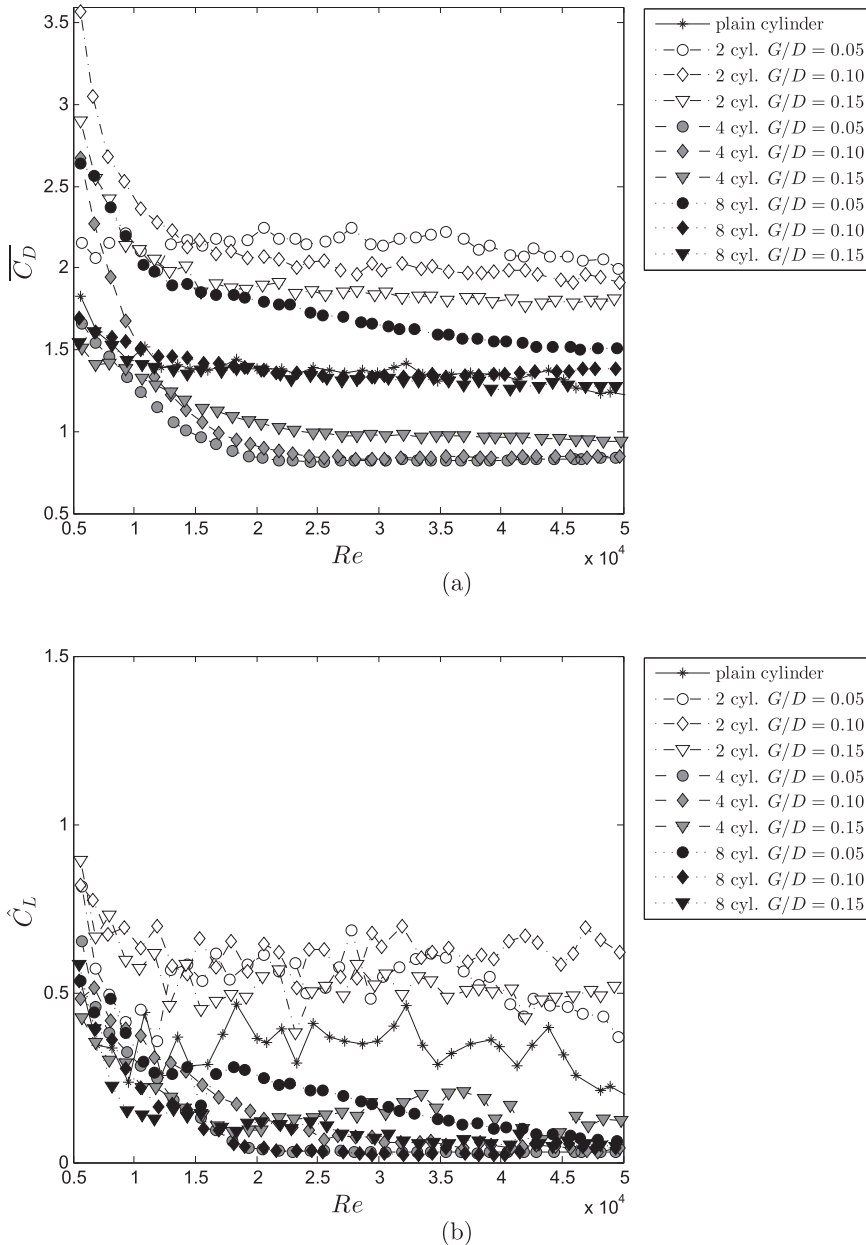 3.5
3
2.5
2
1.5
1
0.5
C_D
0.5 1 1.5 2 2.5 3 3.5 4 4.5 5
Re
x 10^4
plain cylinder
2 cyl. G/D = 0.05
2 cyl. G/D = 0.10
2 cyl. G/D = 0.15
4 cyl. G/D = 0.05
4 cyl. G/D = 0.10
4 cyl. G/D = 0.15
8 cyl. G/D = 0.05
8 cyl. G/D = 0.10
8 cyl. G/D = 0.15
(a)
1.5
1
0.5
0
Ĉ_L
0.5 1 1.5 2 2.5 3 3.5 4 4.5 5
Re
x 10^4
plain cylinder
2 cyl. G/D = 0.05
2 cyl. G/D = 0.10
2 cyl. G/D = 0.15
4 cyl. G/D = 0.05
4 cyl. G/D = 0.10
4 cyl. G/D = 0.15
8 cyl. G/D = 0.05
8 cyl. G/D = 0.10
8 cyl. G/D = 0.15
(b)